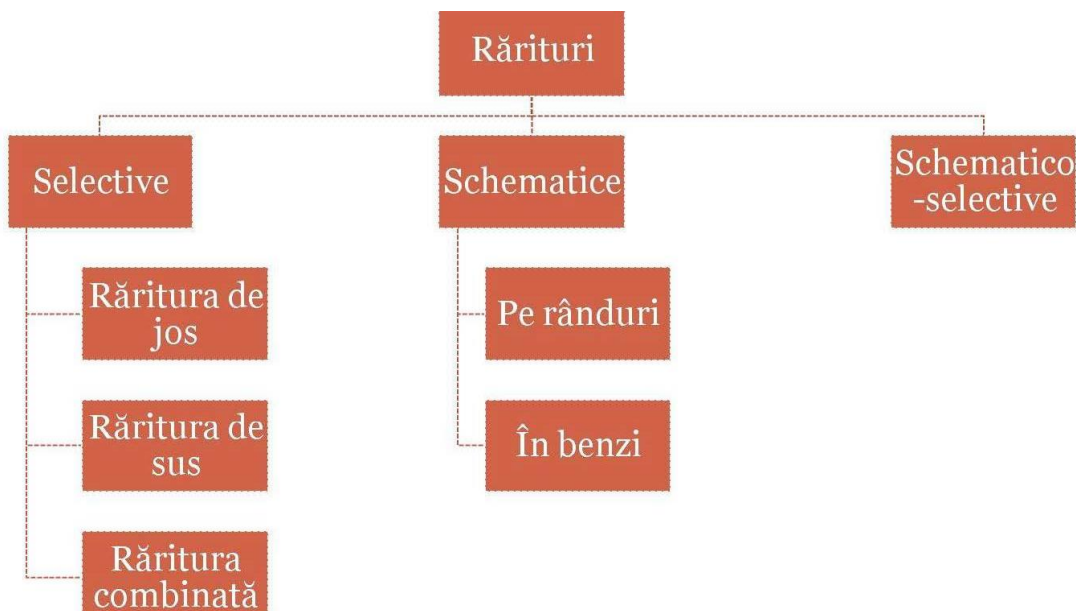 Rărituri
Selective
Schematice
Schematico
-selective
Răritura de
jos
Pe rânduri
Răritura de
sus
În benzi
Răritura
combinată